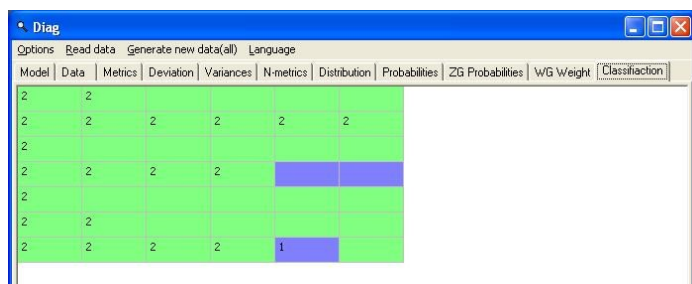 Diag
Options Read data Generate new data(all) Language
Model Data Metrics Deviation Variances N-metrics Distribution Probabilities ZG Probabilities WG Weight Classifiaction
2 2
2 2 2 2 2 2
2
2 2 2 2
2
2 2
2 2 2 2 1